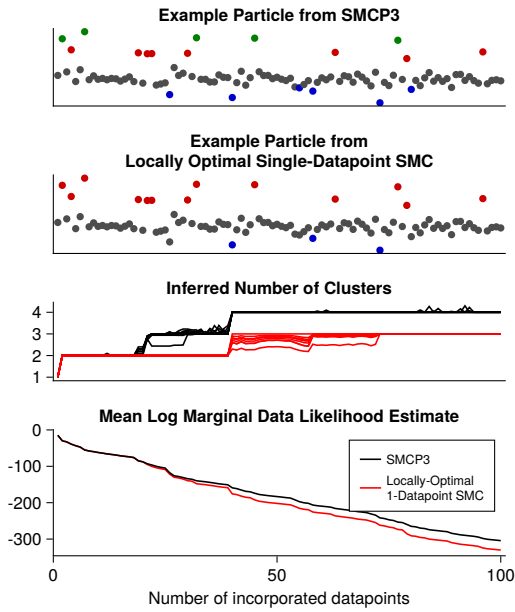 Example Particle from SMCP3
Example Particle from
Locally Optimal Single-Datapoint SMC
Inferred Number of Clusters
4
3
2
1
Mean Log Marginal Data Likelihood Estimate
0
-100
-200
-300
SMCP3
Locally-Optimal
1-Datapoint SMC
0
50
100
Number of incorporated datapoints